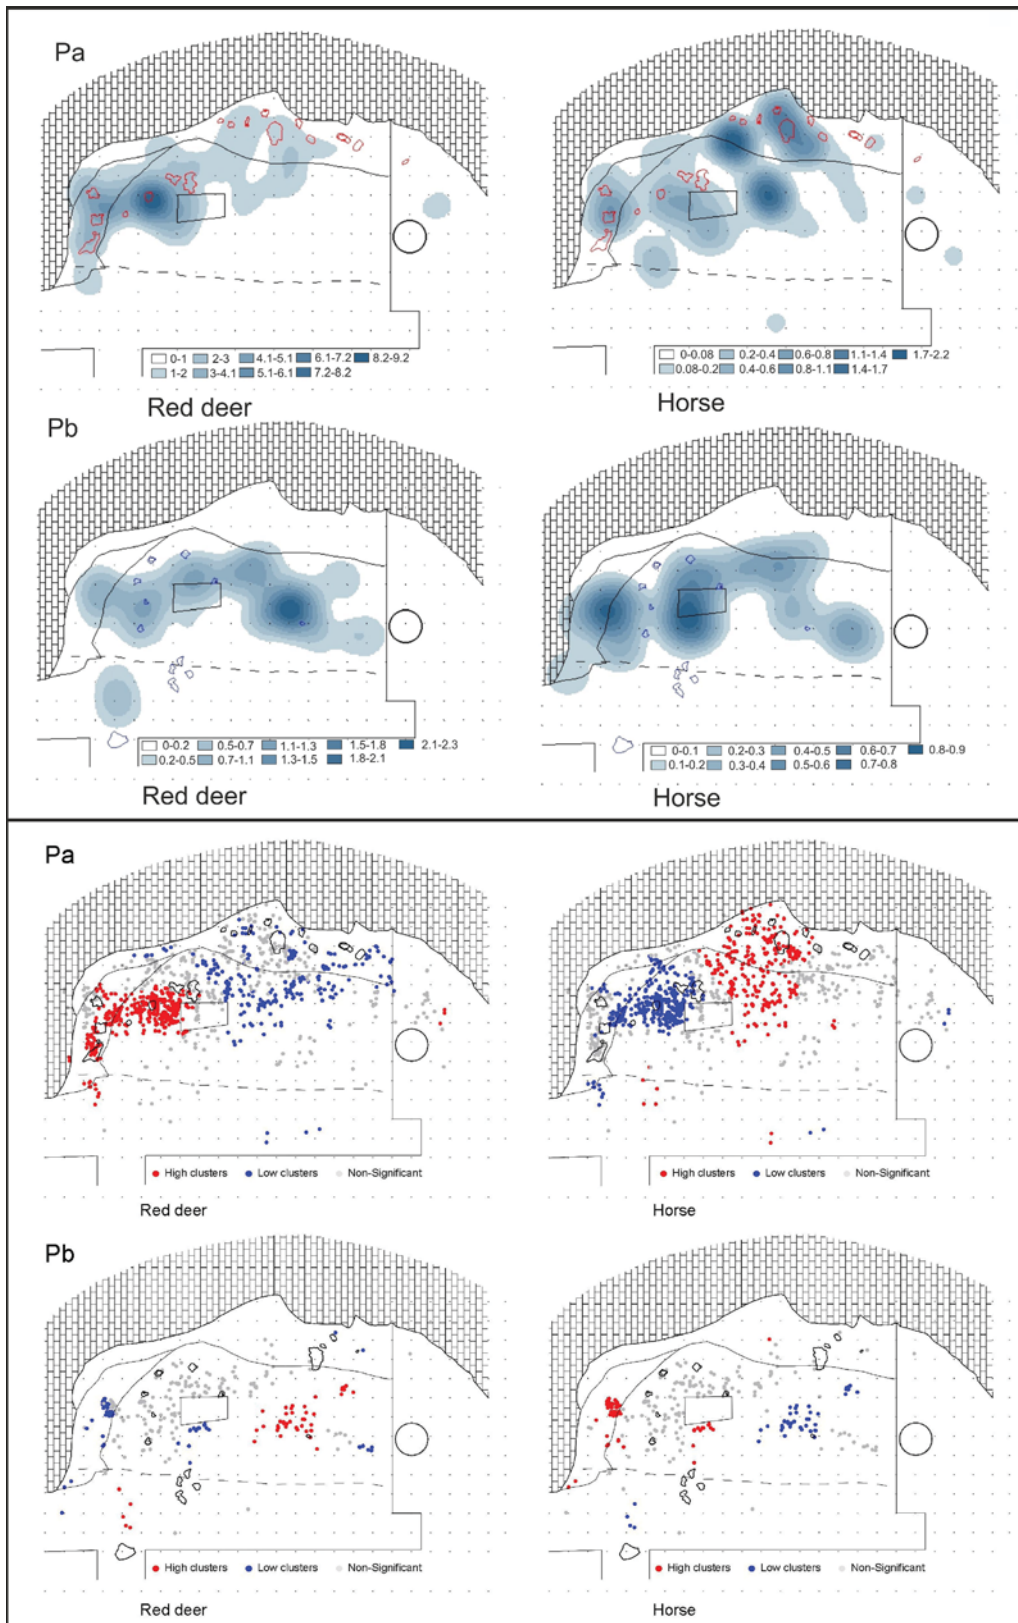 Pa
0-1 2-3 4.1-5.1 6.1-7.2 8.2-9.2
1-2 3-4.1 5.1-6.1 7.2-8.2
Red deer
0-0.08 0.2-0.4 0.6-0.8 1.1-1.4 1.7-2.2
0.08-0.2 0.4-0.6 0.8-1.1 1.4-1.7
Horse
Pb
0-0.2 0.5-0.7 1.1-1.3 1.5-1.8 2.1-2.3
0.2-0.5 0.7-1.1 1.3-1.5 1.8-2.1
Red deer
0-0.1 0.2-0.3 0.4-0.5 0.6-0.7 0.8-0.9
0.1-0.2 0.3-0.4 0.5-0.6 0.7-0.8
Horse
Pa
High clusters Low clusters Non-Significant
Red deer
High clusters Low clusters Non-Significant
Horse
Pb
High clusters Low clusters Non-Significant
Red deer
High clusters Low clusters Non-Significant
Horse